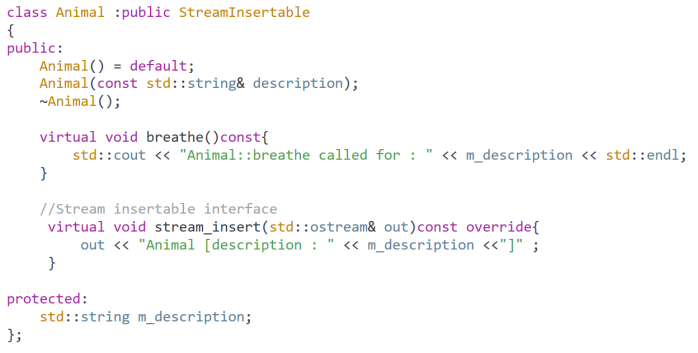 class Animal :public StreamInsertable
{
public:
    Animal() = default;
    Animal(const std::string& description);
    ~Animal();

    virtual void breathe()const{
        std::cout << "Animal::breathe called for : " << m_description << std::endl;
    }

    //Stream insertable interface
     virtual void stream_insert(std::ostream& out)const override{
         out << "Animal [description : " << m_description <<"]" ;
     }

protected:
    std::string m_description;
};